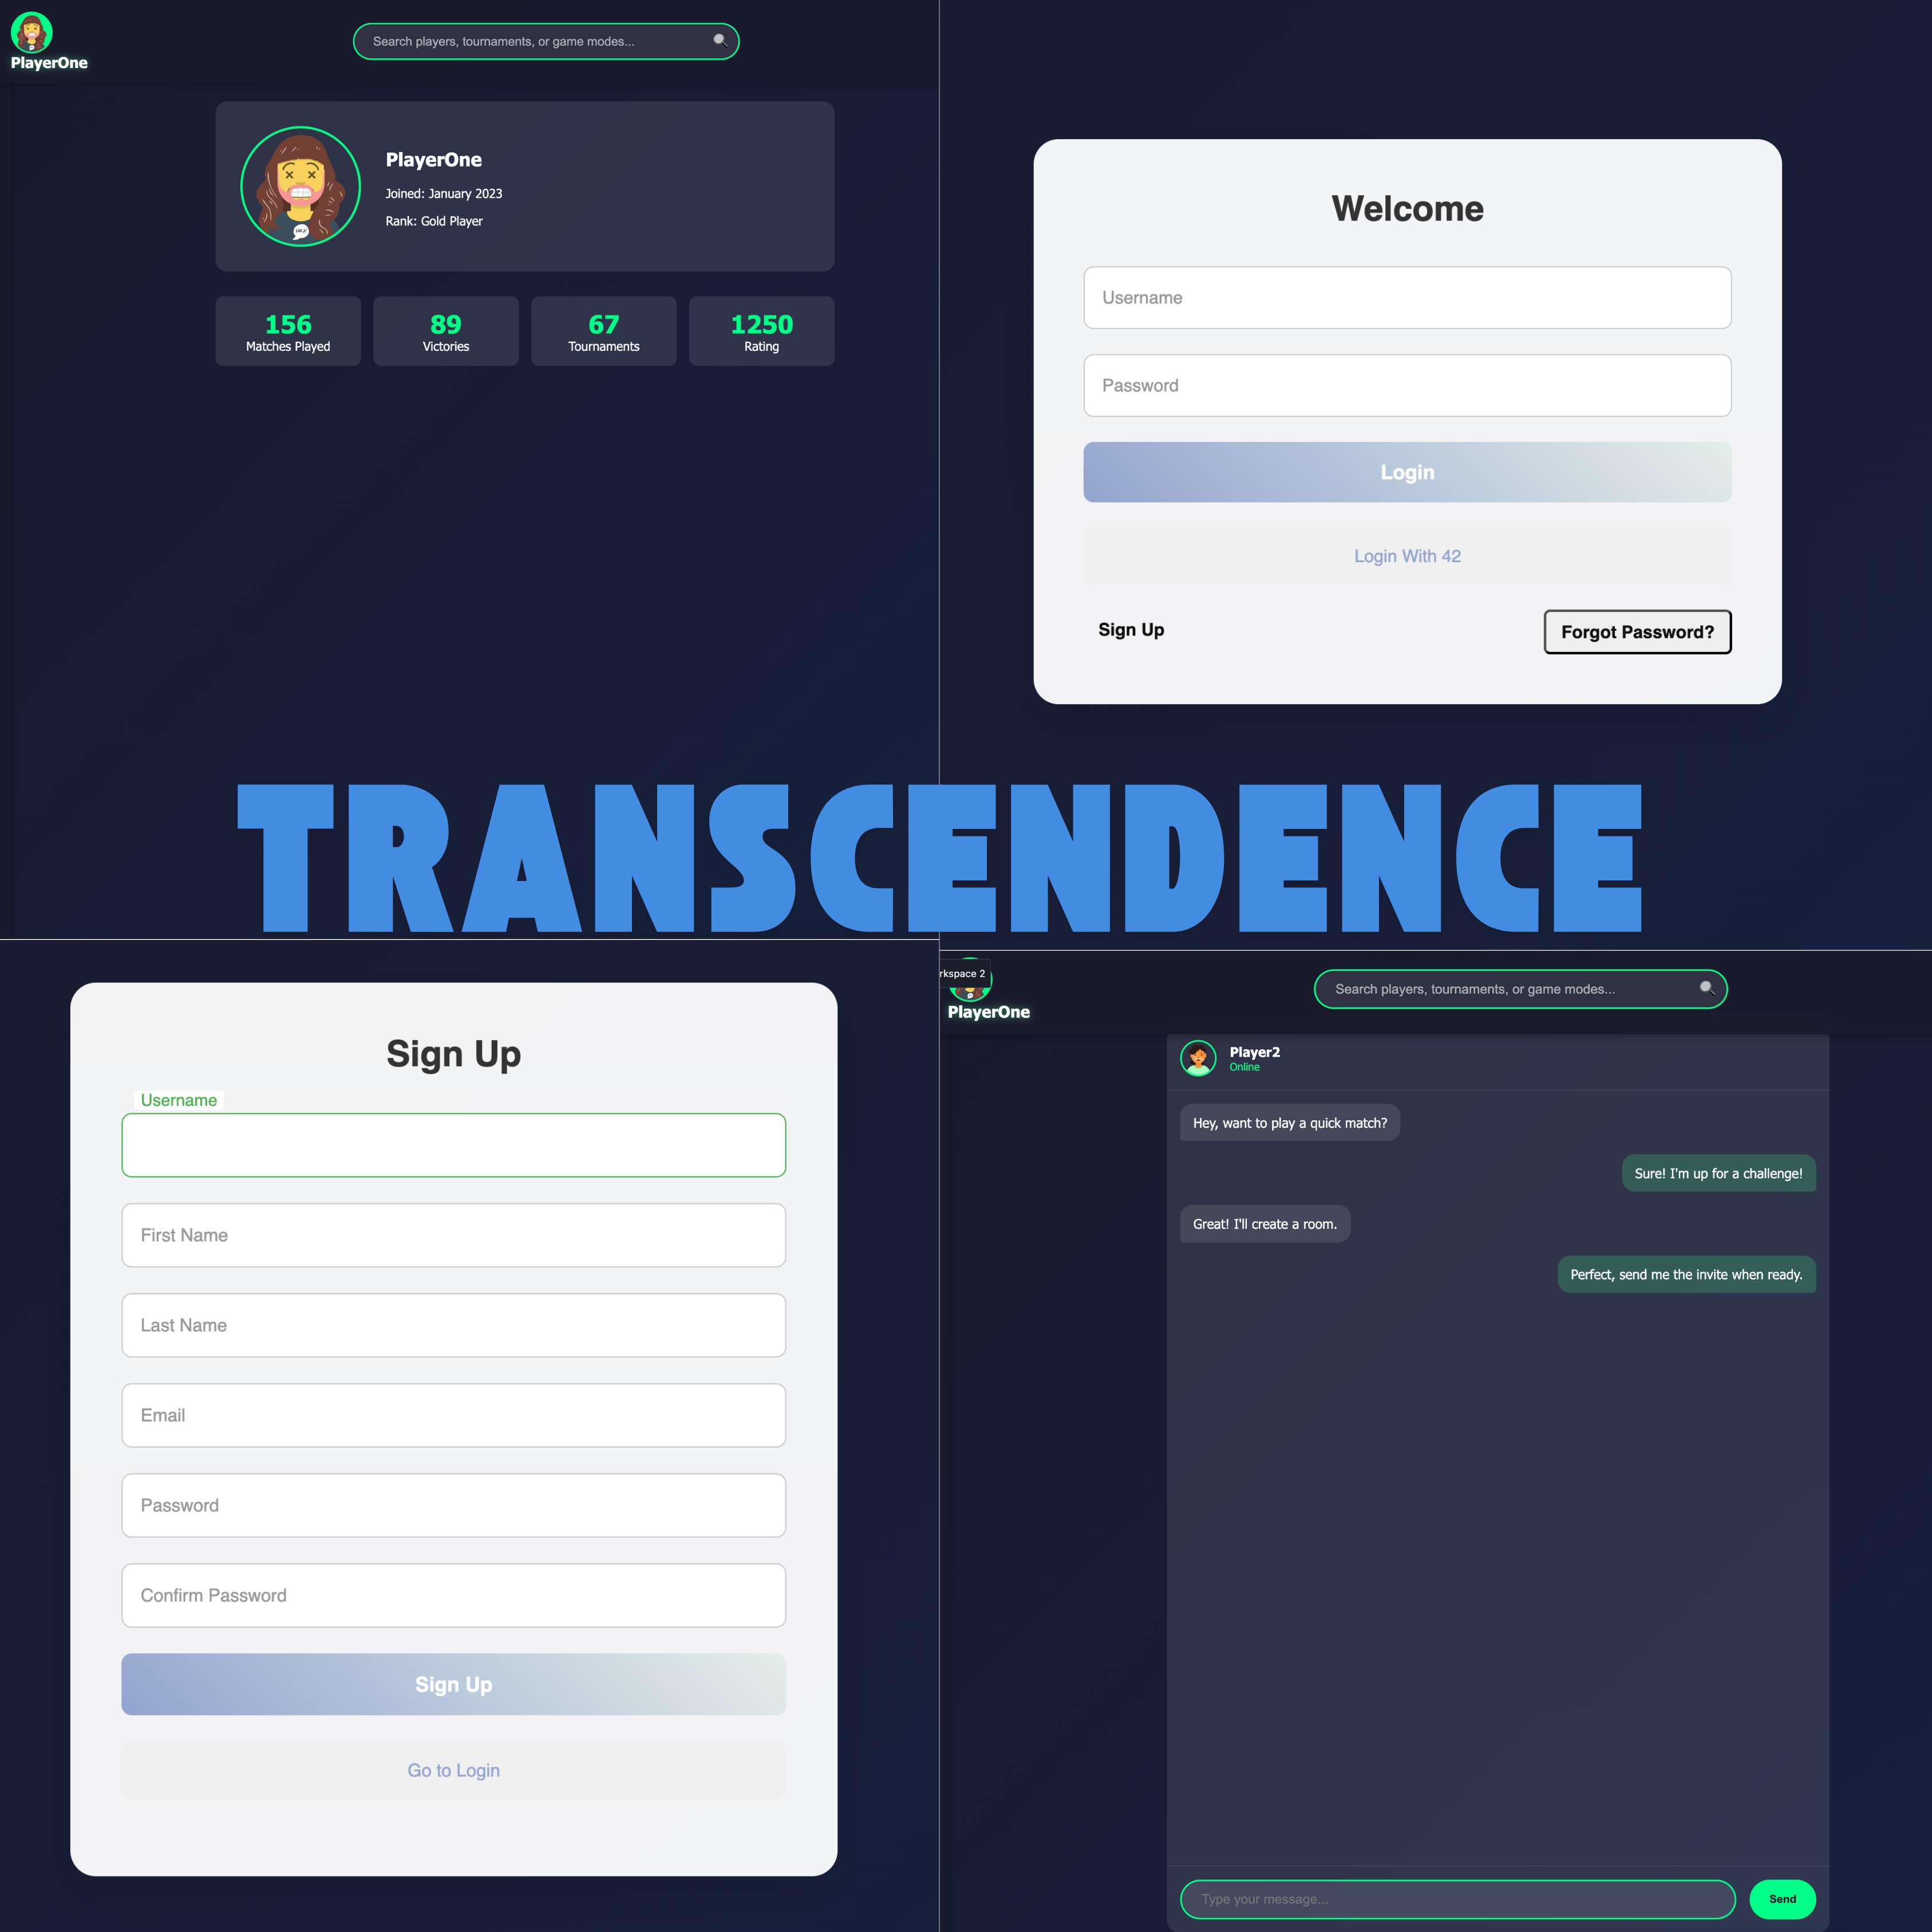 PlayerOne
Search players, tournaments, or game modes...
PlayerOne
Joined: January 2023
Rank: Gold Player
156
Matches Played
89
Victories
67
Tournaments
1250
Rating
Welcome
Username
Password
Login
Login With 42
Sign Up
Forgot Password?
TRANSCENDENCE
Sign Up
Username
First Name
Last Name
Email
Password
Confirm Password
Sign Up
Go to Login
rkspace 2
PlayerOne
Search players, tournaments, or game modes...
Player2
Online
Hey, want to play a quick match?
Sure! I'm up for a challenge!
Great! I'll create a room.
Perfect, send me the invite when ready.
Type your message...
Send